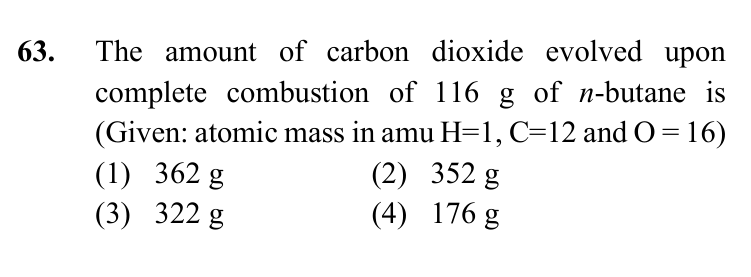 63. The amount of carbon dioxide evolved upon
complete combustion of 116 g of n-butane is
(Given: atomic mass in amu H=1, C=12 and O = 16)
(1) 362 g (2) 352 g
(3) 322 g (4) 176 g